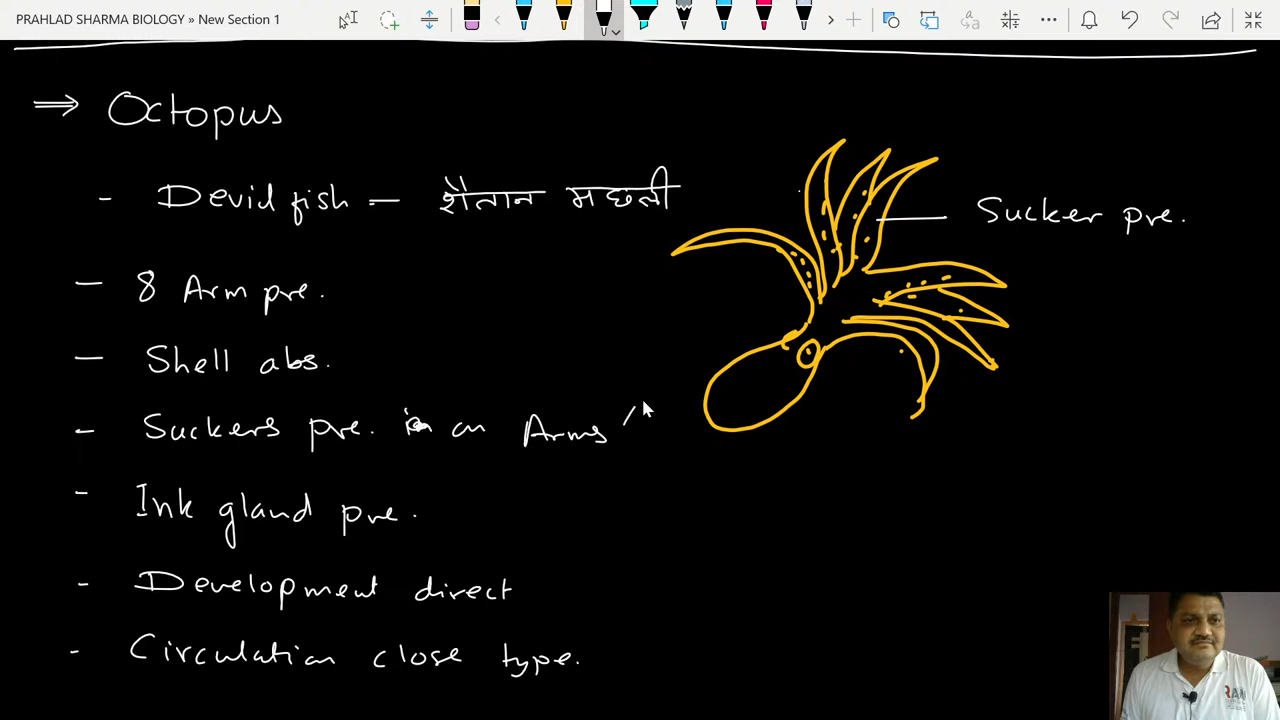 PRAHLAD SHARMA BIOLOGY » New Section 1
⇒ Octopus
- Devil fish — शैतान मछली
Sucker pre.
- 8 Arm pre.
- Shell abs.
- Suckers pre. on Arms /
- Ink gland pre.
- Development direct
- Circulation close type.